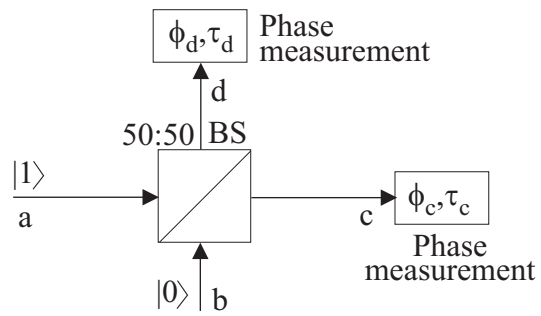 ϕd,τd
Phase
measurement
d
50:50 BS
|1⟩
a
ϕc,τc
c
Phase
measurement
|0⟩
b